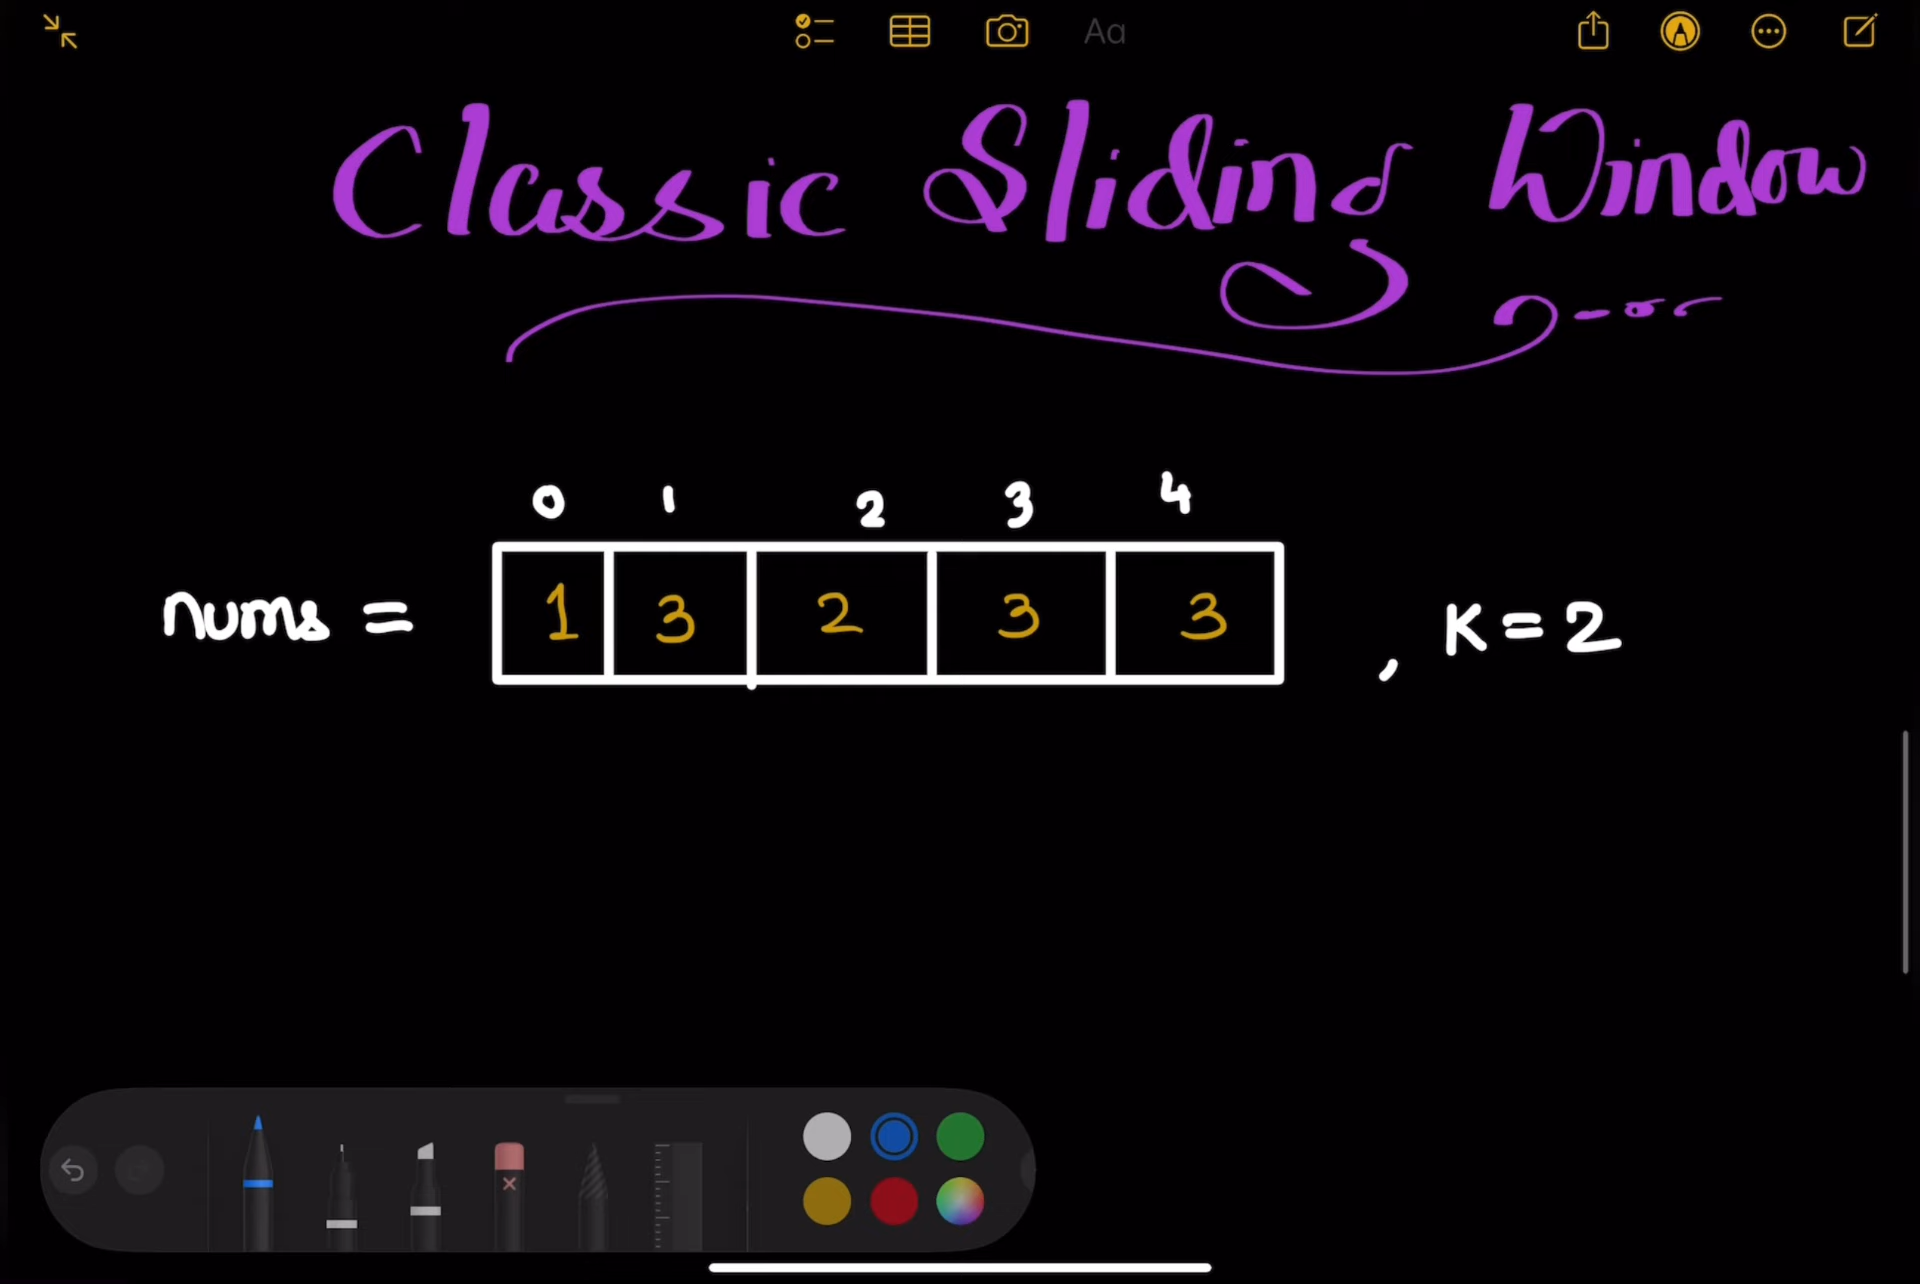 Aa
Classic Sliding Window
0 1 2 3 4
nums = 1 3 2 3 3 , K = 2